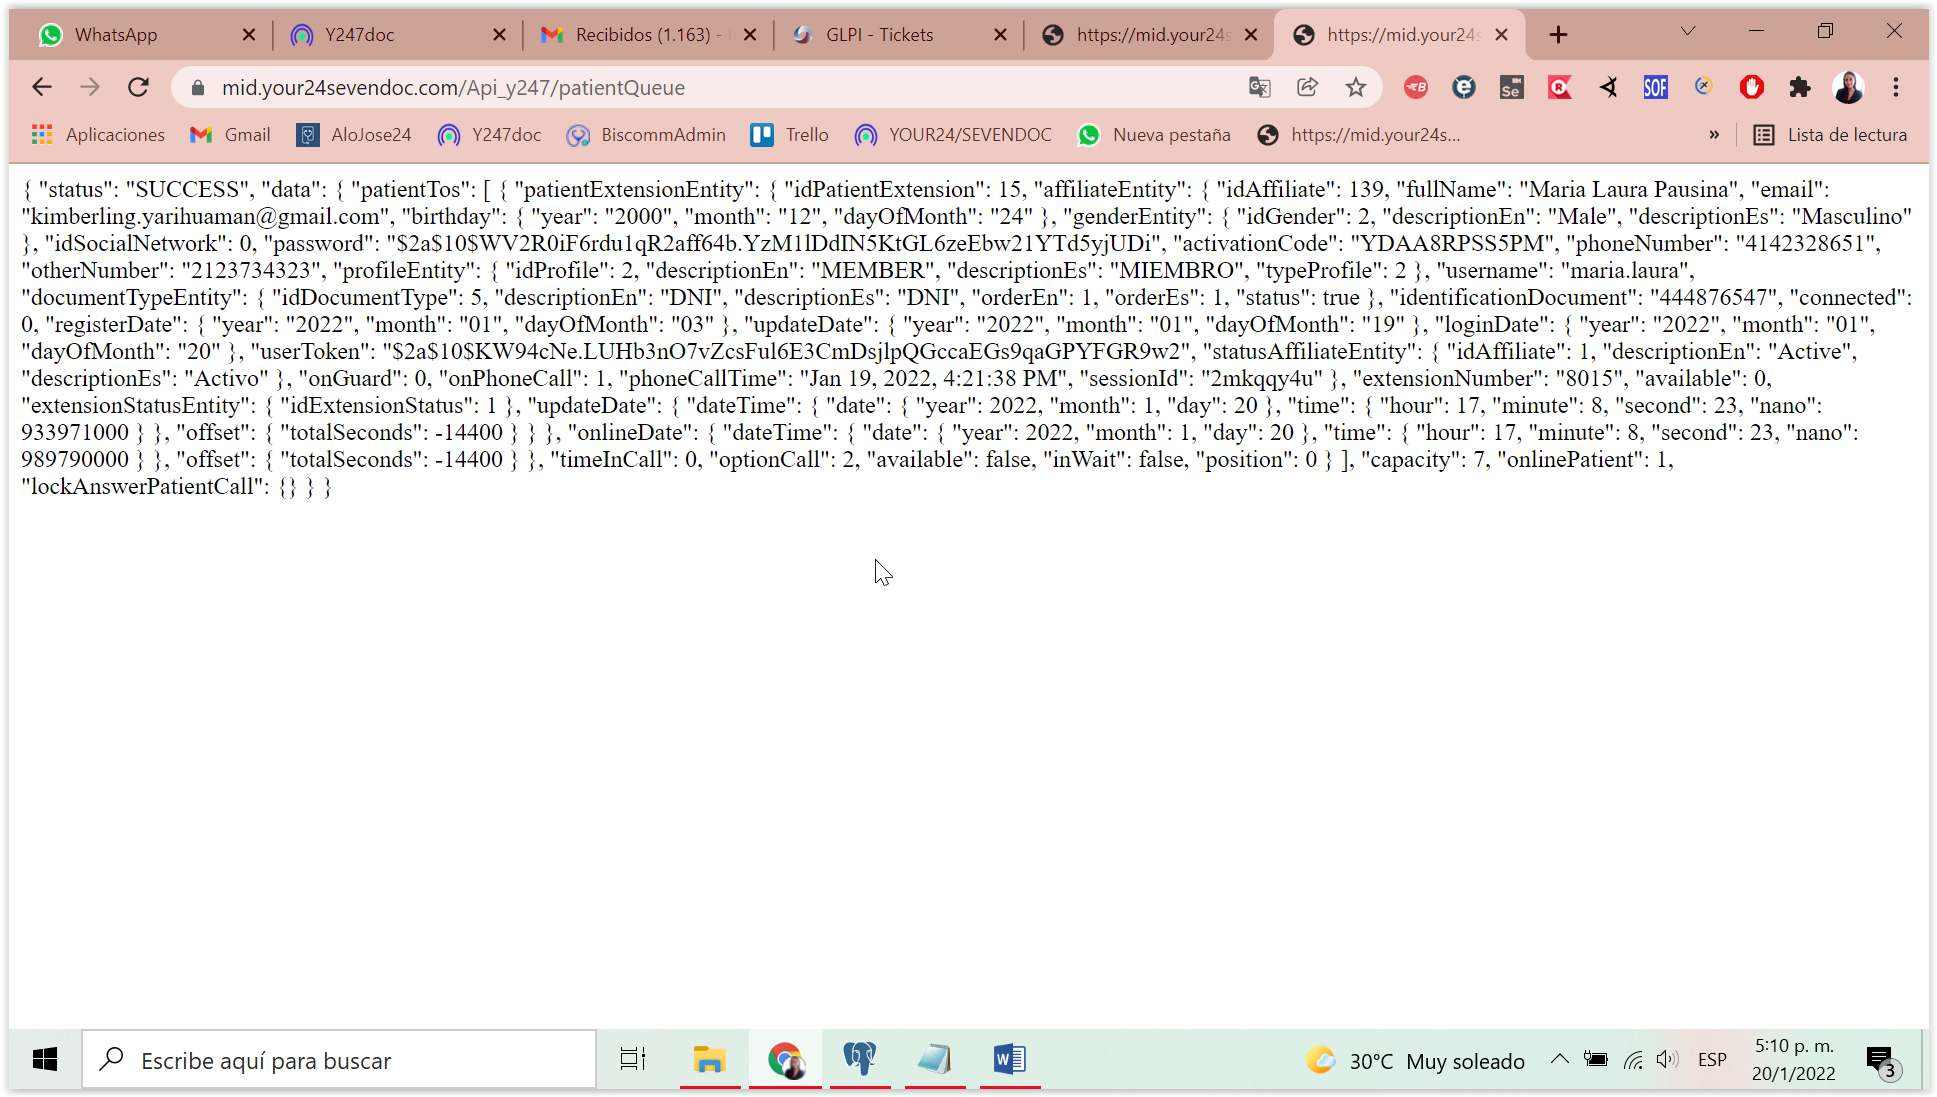 WhatsApp
Y247doc
Recibidos (1.163) -
GLPI - Tickets
https://mid.your24s
https://mid.your24s
mid.your24sevendoc.com/Api_y247/patientQueue
Aplicaciones
Gmail
AloJose24
Y247doc
BiscommAdmin
Trello
YOUR24/SEVENDOC
Nueva pestaña
https://mid.your24s...
»
Lista de lectura
{ "status": "SUCCESS", "data": { "patientTos": [ { "patientExtensionEntity": { "idPatientExtension": 15, "affiliateEntity": { "idAffiliate": 139, "fullName": "Maria Laura Pausina", "email":
"kimberling.yarihuaman@gmail.com", "birthday": { "year": "2000", "month": "12", "dayOfMonth": "24" }, "genderEntity": { "idGender": 2, "descriptionEn": "Male", "descriptionEs": "Masculino"
}, "idSocialNetwork": 0, "password": "$2a$10$WV2R0iF6rdu1qR2aff64b.YzM1lDdIN5KtGL6zeEbw21YTd5yjUDi", "activationCode": "YDAA8RPSS5PM", "phoneNumber": "4142328651",
"otherNumber": "2123734323", "profileEntity": { "idProfile": 2, "descriptionEn": "MEMBER", "descriptionEs": "MIEMBRO", "typeProfile": 2 }, "username": "maria.laura",
"documentTypeEntity": { "idDocumentType": 5, "descriptionEn": "DNI", "descriptionEs": "DNI", "orderEn": 1, "orderEs": 1, "status": true }, "identificationDocument": "444876547", "connected":
0, "registerDate": { "year": "2022", "month": "01", "dayOfMonth": "03" }, "updateDate": { "year": "2022", "month": "01", "dayOfMonth": "19" }, "loginDate": { "year": "2022", "month": "01",
"dayOfMonth": "20" }, "userToken": "$2a$10$KW94cNe.LUHb3nO7vZcsFul6E3CmDsjlpQGccaEGs9qaGPYFGR9w2", "statusAffiliateEntity": { "idAffiliate": 1, "descriptionEn": "Active",
"descriptionEs": "Activo" }, "onGuard": 0, "onPhoneCall": 1, "phoneCallTime": "Jan 19, 2022, 4:21:38 PM", "sessionId": "2mkqqy4u" }, "extensionNumber": "8015", "available": 0,
"extensionStatusEntity": { "idExtensionStatus": 1 }, "updateDate": { "dateTime": { "date": { "year": 2022, "month": 1, "day": 20 }, "time": { "hour": 17, "minute": 8, "second": 23, "nano":
933971000 } }, "offset": { "totalSeconds": -14400 } } }, "onlineDate": { "dateTime": { "date": { "year": 2022, "month": 1, "day": 20 }, "time": { "hour": 17, "minute": 8, "second": 23, "nano":
989790000 } }, "offset": { "totalSeconds": -14400 } }, "timeInCall": 0, "optionCall": 2, "available": false, "inWait": false, "position": 0 } ], "capacity": 7, "onlinePatient": 1,
"lockAnswerPatientCall": {} } }
Escribe aquí para buscar
30°C Muy soleado
ESP
5:10 p. m.
20/1/2022
3